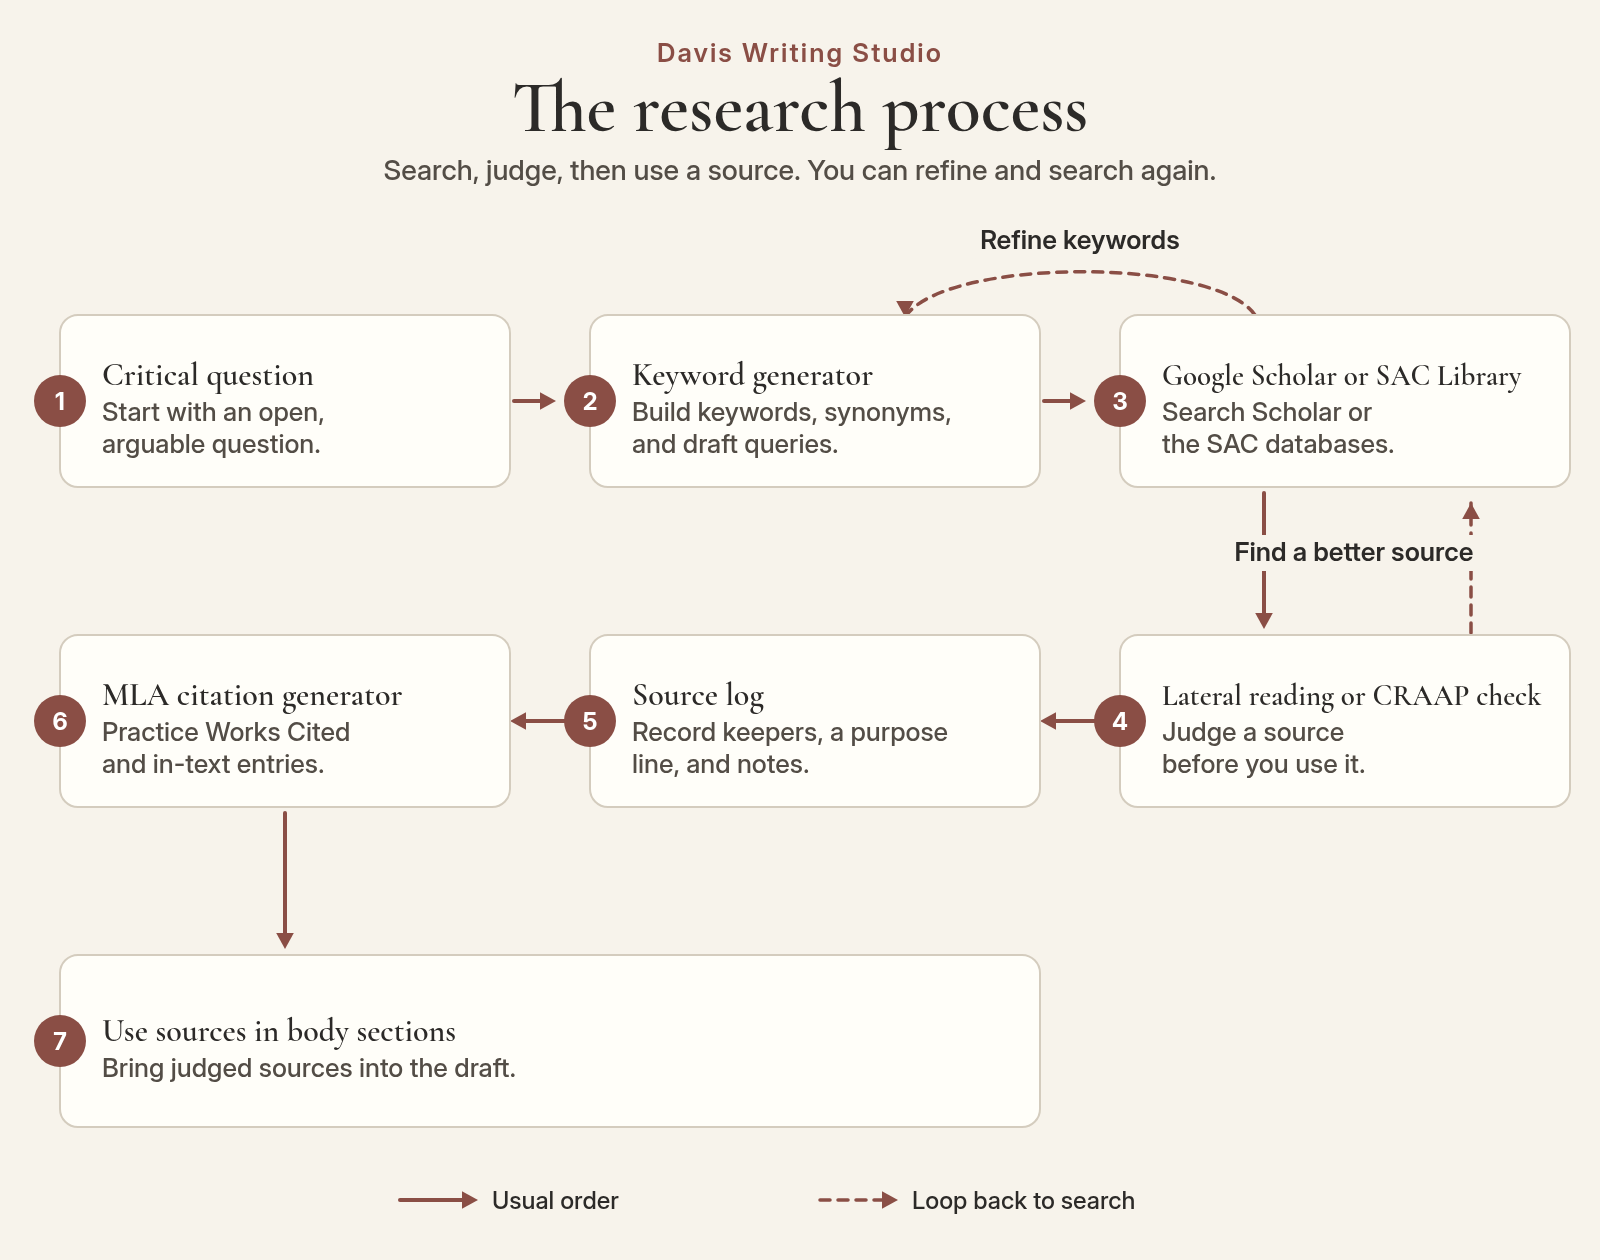 Davis Writing Studio
The research process
Search, judge, then use a source. You can refine and search again.
Refine keywords
1
Critical question
Start with an open,
arguable question.
2
Keyword generator
Build keywords, synonyms,
and draft queries.
3
Google Scholar or SAC Library
Search Scholar or
the SAC databases.
Find a better source
4
Lateral reading or CRAAP check
Judge a source
before you use it.
5
Source log
Record keepers, a purpose
line, and notes.
6
MLA citation generator
Practice Works Cited
and in-text entries.
7
Use sources in body sections
Bring judged sources into the draft.
Usual order
Loop back to search